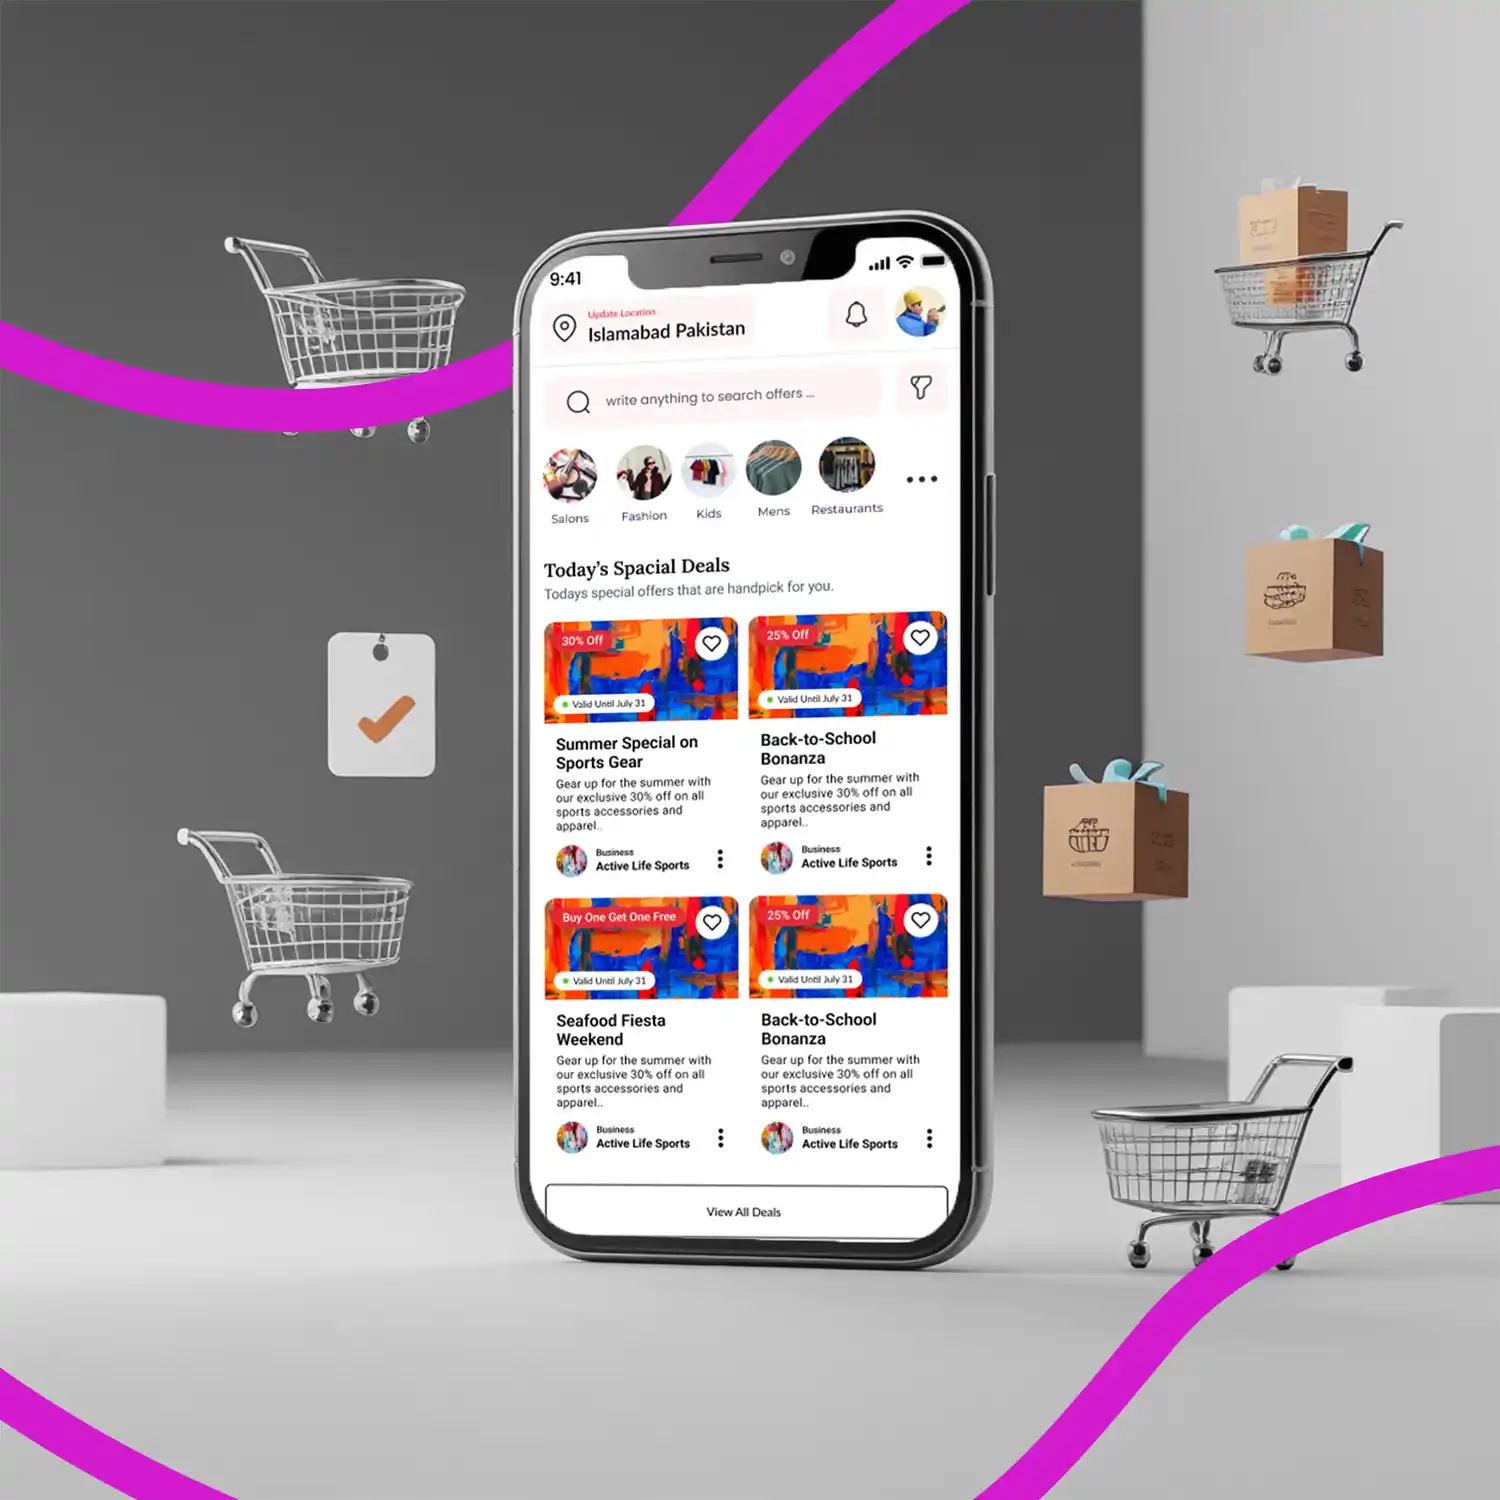 9:41
Update Location
Islamabad Pakistan
write anything to search offers ...
Salons
Fashion
Kids
Mens
Restaurants
Today's Spacial Deals
Todays special offers that are handpick for you.
30% Off
Valid Until July 31
Summer Special on
Sports Gear
Gear up for the summer with
our exclusive 30% off on all
sports accessories and
apparel..
Business
Active Life Sports
25% Off
Valid Until July 31
Back-to-School
Bonanza
Gear up for the summer with
our exclusive 30% off on all
sports accessories and
apparel..
Business
Active Life Sports
Buy One Get One Free
Valid Until July 31
Seafood Fiesta
Weekend
Gear up for the summer with
our exclusive 30% off on all
sports accessories and
apparel..
Business
Active Life Sports
25% Off
Valid Until July 31
Back-to-School
Bonanza
Gear up for the summer with
our exclusive 30% off on all
sports accessories and
apparel..
Business
Active Life Sports
View All Deals